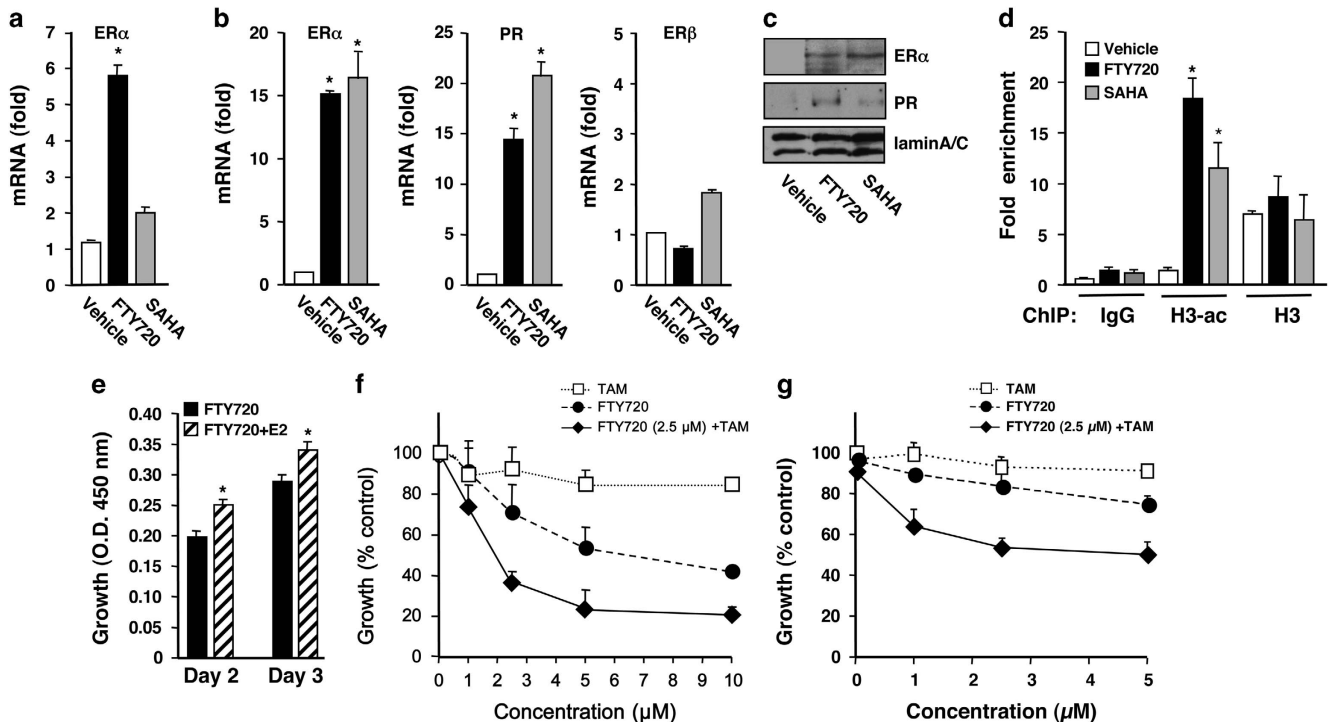 a
ERα
mRNA (fold)
7
6
5
4
3
2
1
0
*
Vehicle
FTY720
SAHA
b
ERα
mRNA (fold)
20
15
10
5
0
*
*
Vehicle
FTY720
SAHA
PR
mRNA (fold)
25
20
15
10
5
0
*
*
Vehicle
FTY720
SAHA
ERβ
mRNA (fold)
5
4
3
2
1
0
Vehicle
FTY720
SAHA
c
ERα
PR
laminA/C
Vehicle
FTY720
SAHA
d
Fold enrichment
25
20
15
10
5
0
Vehicle
FTY720
SAHA
*
*
ChIP: IgG H3-ac H3
e
Growth (O.D. 450 nm)
0.40
0.35
0.30
0.25
0.20
0.15
0.10
0.05
0
FTY720
FTY720+E2
*
*
Day 2 Day 3
f
TAM
FTY720
FTY720 (2.5 µM) +TAM
Growth (% control)
100
80
60
40
20
0
0 1 2 3 4 5 6 7 8 9 10
Concentration (µM)
g
TAM
FTY720
FTY720 (2.5 µM) +TAM
Growth (% control)
100
80
60
40
20
0
0 1 2 3 4 5
Concentration (µM)